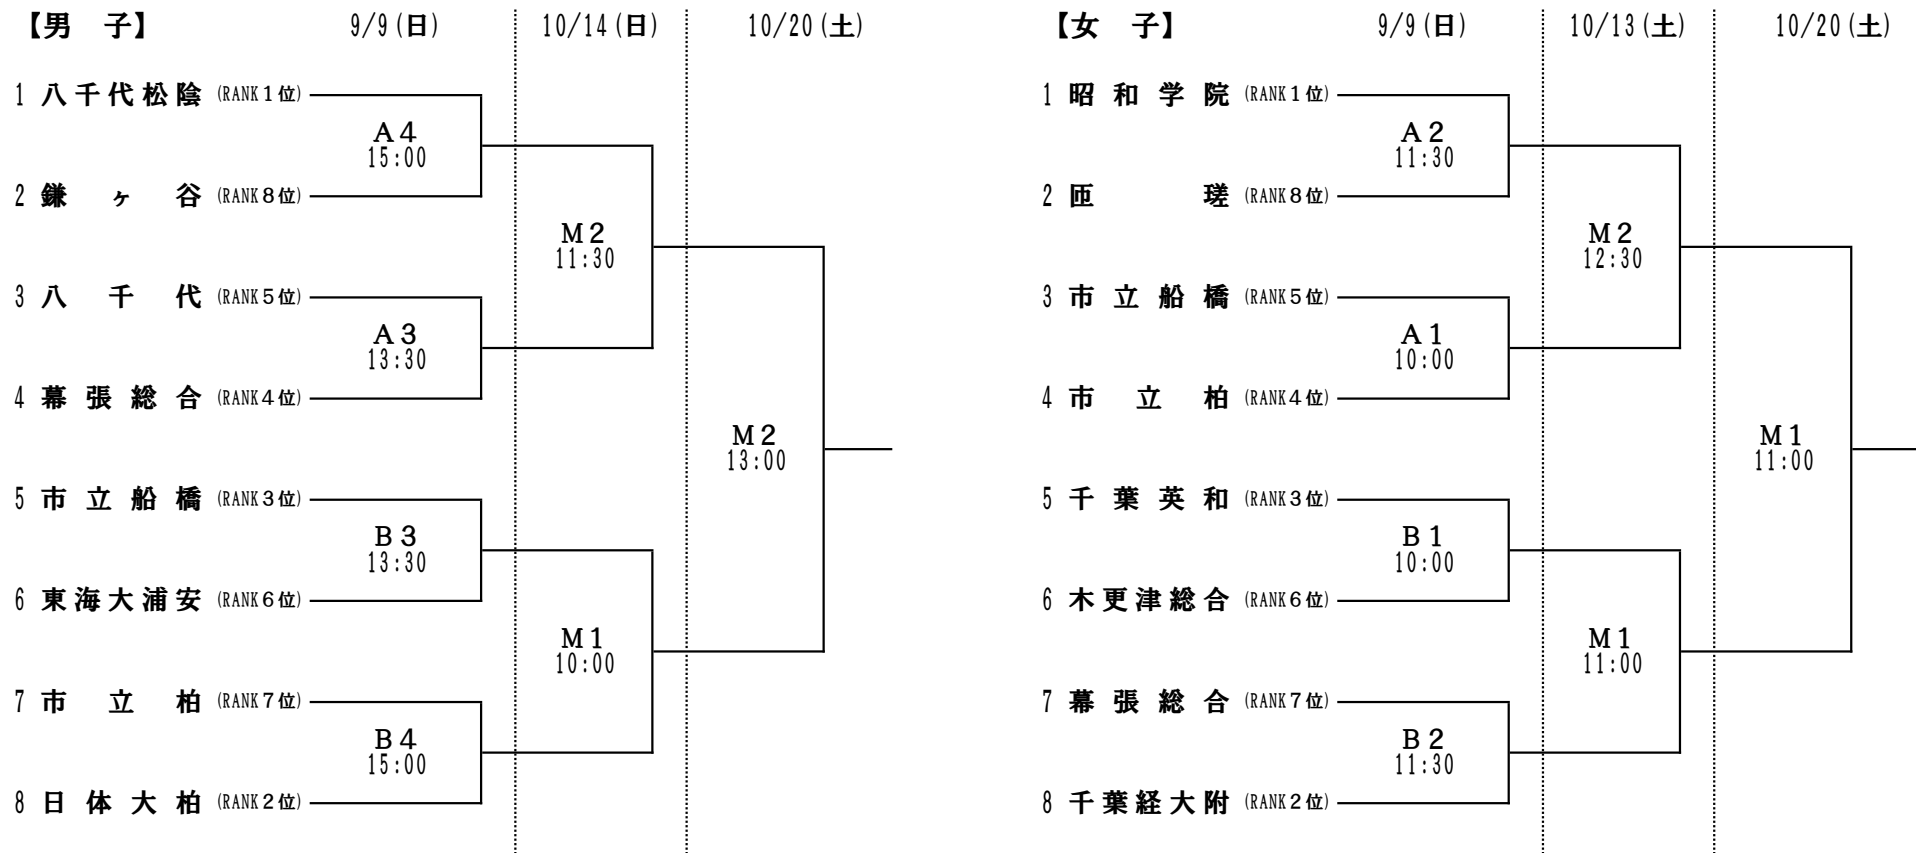 【男 子】 9/9(日) 10/14(日) 10/20(土)
1 八千代松陰 (RANK1位)
A4
15:00
2 鎌ヶ谷 (RANK8位)
M2
11:30
3 八千代 (RANK5位)
A3
13:30
4 幕張総合 (RANK4位)
M2
13:00
5 市立船橋 (RANK3位)
B3
13:30
6 東海大浦安 (RANK6位)
M1
10:00
7 市立柏 (RANK7位)
B4
15:00
8 日体大柏 (RANK2位)
【女 子】 9/9(日) 10/13(土) 10/20(土)
1 昭和学院 (RANK1位)
A2
11:30
2 匝瑳 (RANK8位)
M2
12:30
3 市立船橋 (RANK5位)
A1
10:00
4 市立柏 (RANK4位)
M1
11:00
5 千葉英和 (RANK3位)
B1
10:00
6 木更津総合 (RANK6位)
M1
11:00
7 幕張総合 (RANK7位)
B2
11:30
8 千葉経大附 (RANK2位)